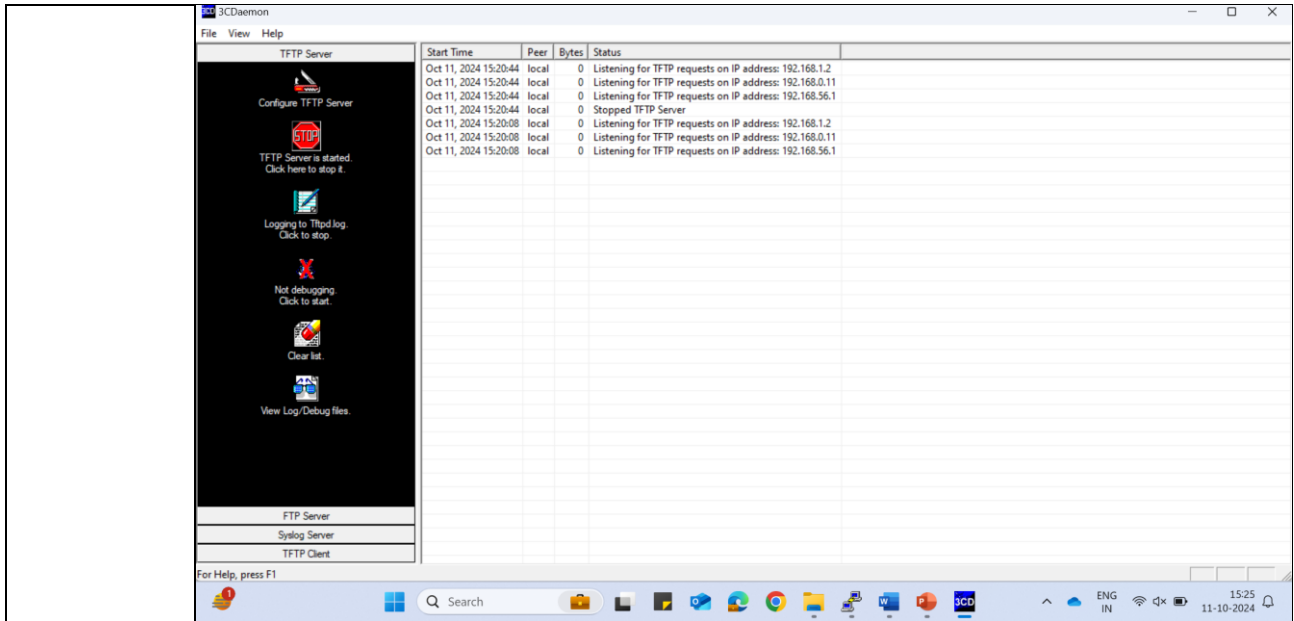 3CDaemon
File View Help
TFTP Server
Configure TFTP Server
STOP
TFTP Server is started.
Click here to stop it.
Logging to Tftpd.log.
Click to stop.
Not debugging.
Click to start.
Clear list.
View Log/Debug files.
FTP Server
Syslog Server
TFTP Client
Start Time Peer Bytes Status
Oct 11, 2024 15:20:44 local 0 Listening for TFTP requests on IP address: 192.168.1.2
Oct 11, 2024 15:20:44 local 0 Listening for TFTP requests on IP address: 192.168.0.11
Oct 11, 2024 15:20:44 local 0 Listening for TFTP requests on IP address: 192.168.56.1
Oct 11, 2024 15:20:44 local 0 Stopped TFTP Server
Oct 11, 2024 15:20:08 local 0 Listening for TFTP requests on IP address: 192.168.1.2
Oct 11, 2024 15:20:08 local 0 Listening for TFTP requests on IP address: 192.168.0.11
Oct 11, 2024 15:20:08 local 0 Listening for TFTP requests on IP address: 192.168.56.1
For Help, press F1
1
Search
3CD
ENG
IN
15:25
11-10-2024